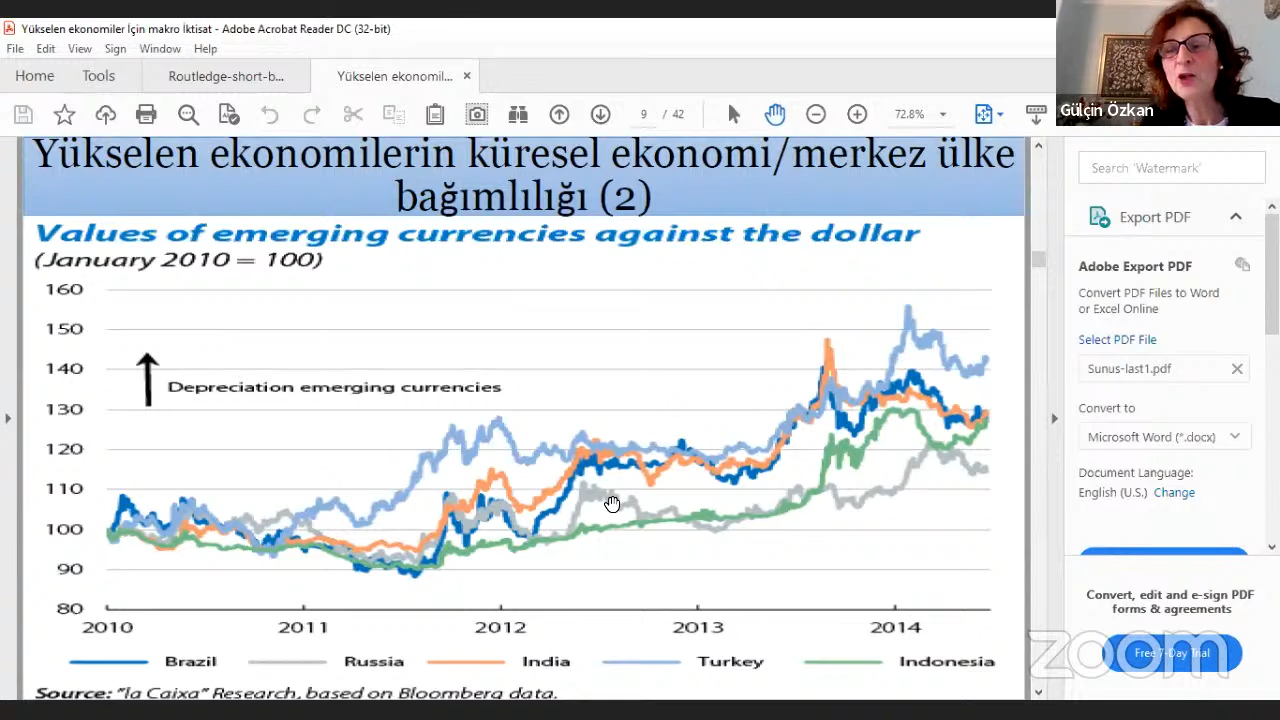 Yükselen ekonomiler İçin makro İktisat - Adobe Acrobat Reader DC (32-bit)
File Edit View Sign Window Help
Home Tools Routledge-short-b... Yükselen ekonomil... ×
9 / 42 72.8%
Gülçin Özkan
Yükselen ekonomilerin küresel ekonomi/merkez ülke
bağımlılığı (2)
Values of emerging currencies against the dollar
(January 2010 = 100)
160
150
140
130
120
110
100
90
80
Depreciation emerging currencies
2010 2011 2012 2013 2014
Brazil Russia India Turkey Indonesia
Source: "la Caixa" Research, based on Bloomberg data.
Search 'Watermark'
Export PDF
Adobe Export PDF
Convert PDF Files to Word
or Excel Online
Select PDF File
Sunus-last1.pdf
Convert to
Microsoft Word (*.docx)
Document Language:
English (U.S.) Change
Convert, edit and e-sign PDF
forms & agreements
Free 7-Day Trial
zoom